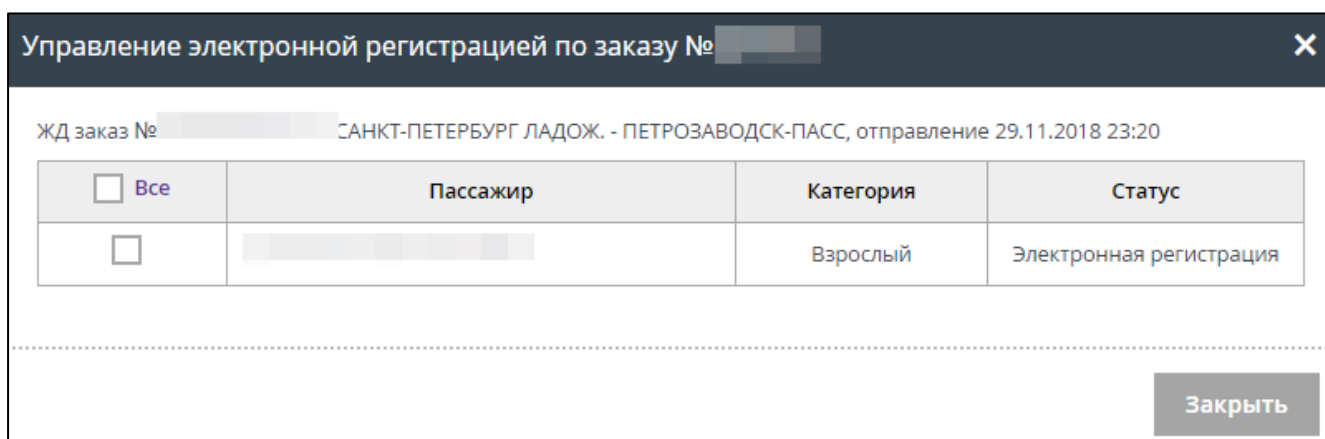 Управление электронной регистрацией по заказу №
ЖД заказ № САНКТ-ПЕТЕРБУРГ ЛАДОЖ. - ПЕТРОЗАВОДСК-ПАСС, отправление 29.11.2018 23:20
Все Пассажир Категория Статус
Взрослый Электронная регистрация
Закрыть